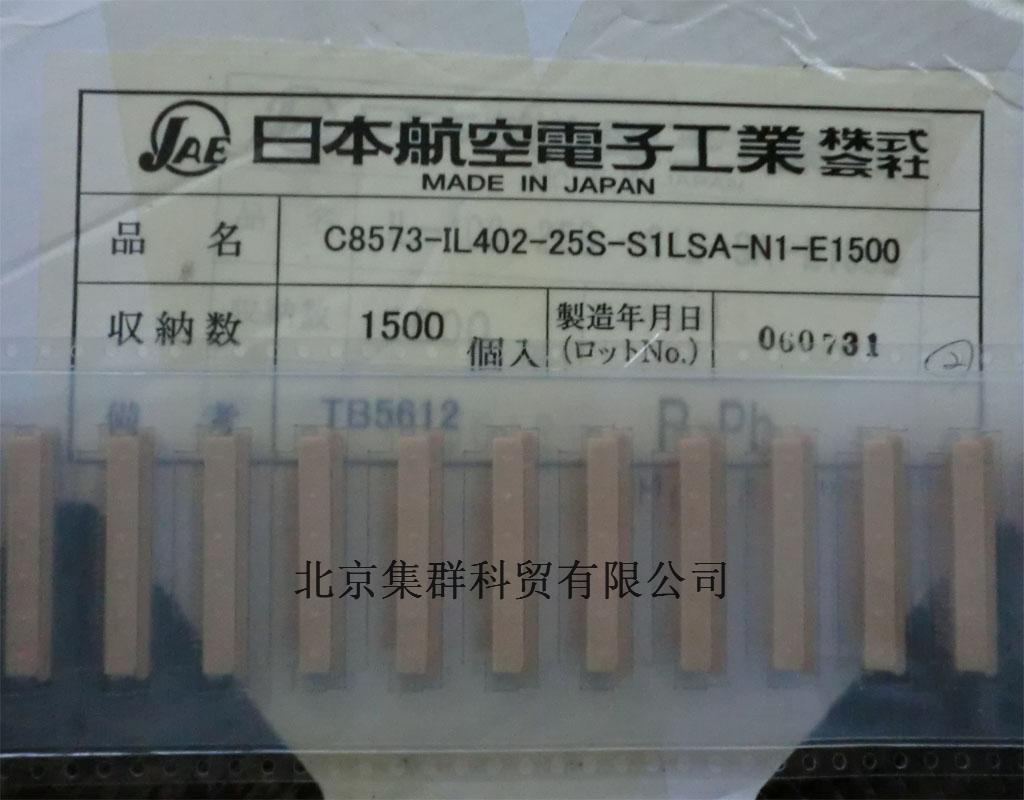 JAE 日本航空電子工業 株式会社
MADE IN JAPAN
品名 C8573-IL402-25S-S1LSA-N1-E1500
収納数 1500 個入 製造年月日 (ロットNo.) 060731 2
備考 TB5612
北京集群科贸有限公司